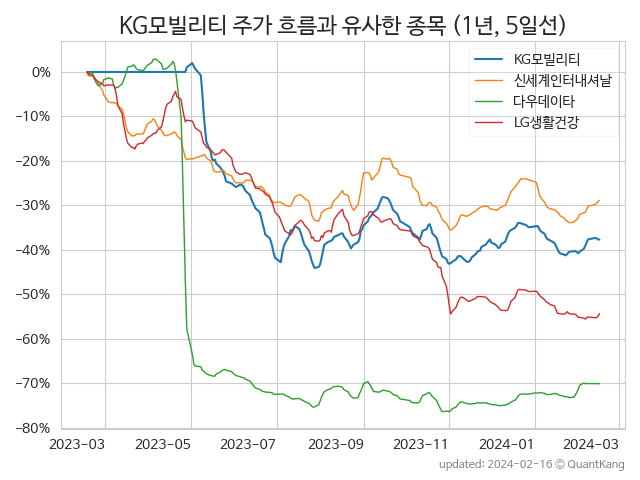 KG모빌리티 주가 흐름과 유사한 종목 (1년, 5일선)
KG모빌리티
신세계인터내셔날
다우데이타
LG생활건강
0%
−10%
−20%
−30%
−40%
−50%
−60%
−70%
−80%
2023-03 2023-05 2023-07 2023-09 2023-11 2024-01 2024-03
updated: 2024-02-16 © QuantKang